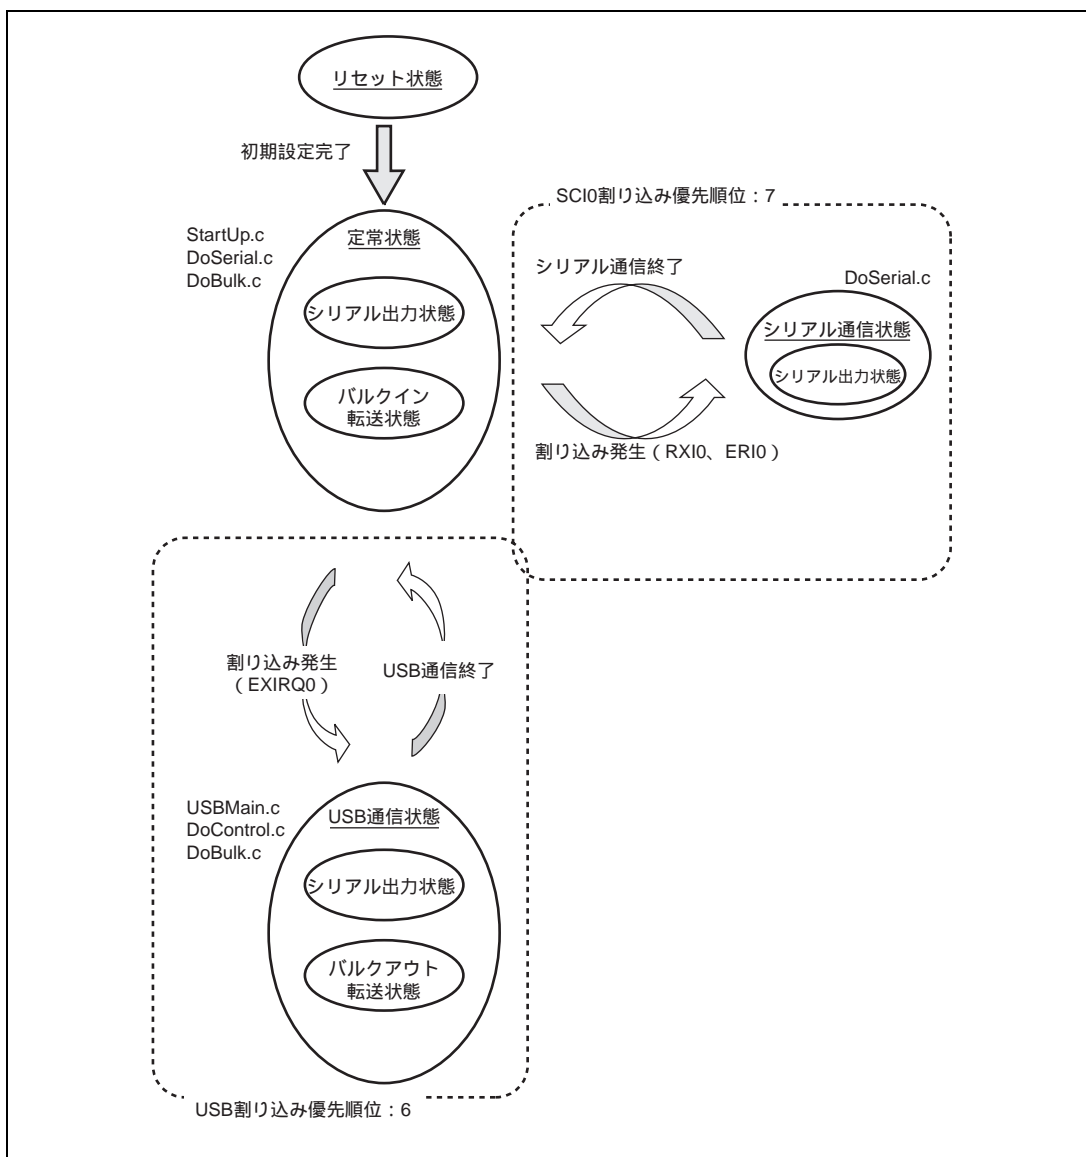 リセット状態
初期設定完了
SCI0割り込み優先順位：7
StartUp.c
DoSerial.c
DoBulk.c
定常状態
シリアル出力状態
バルクイン
転送状態
シリアル通信終了
DoSerial.c
シリアル通信状態
シリアル出力状態
割り込み発生（RXI0、ERI0）
割り込み発生
（EXIRQ0）
USB通信終了
USBMain.c
DoControl.c
DoBulk.c
USB通信状態
シリアル出力状態
バルクアウト
転送状態
USB割り込み優先順位：6